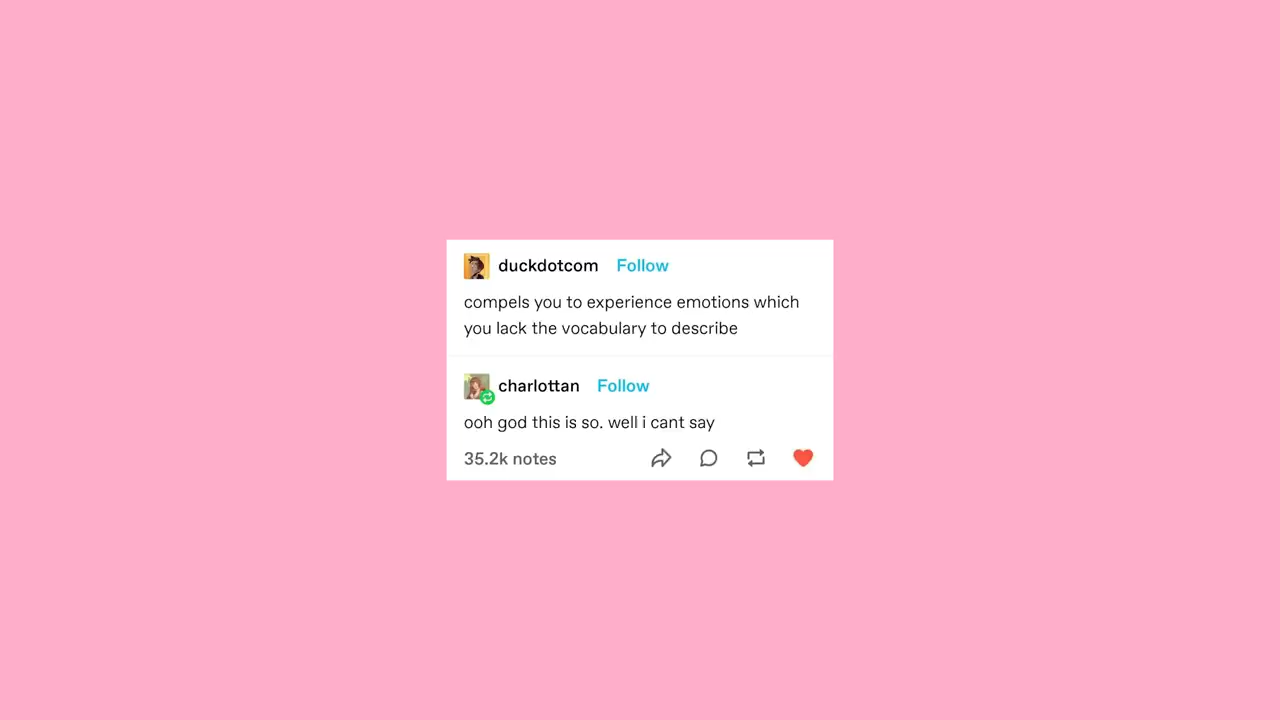 duckdotcom Follow
compels you to experience emotions which
you lack the vocabulary to describe
charlottan Follow
ooh god this is so. well i cant say
35.2k notes